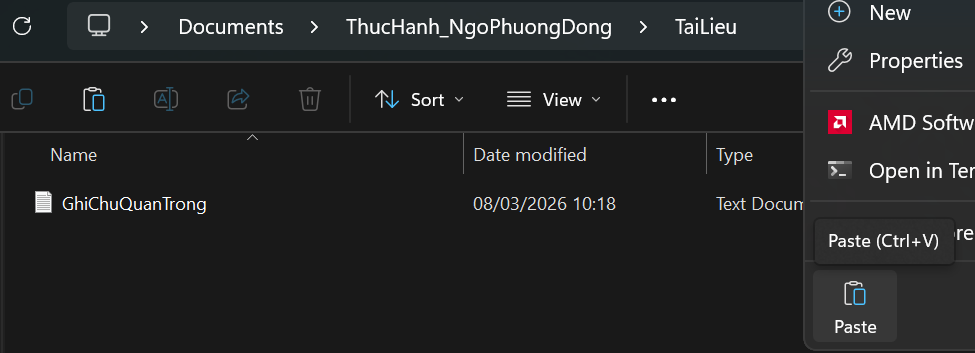 Documents > ThucHanh_NgoPhuongDong > TaiLieu
New
Properties
Sort
View
AMD Softw
Open in Ter
Name
Date modified
Type
GhiChuQuanTrong
08/03/2026 10:18
Text Docum
Paste (Ctrl+V)
ore
Paste